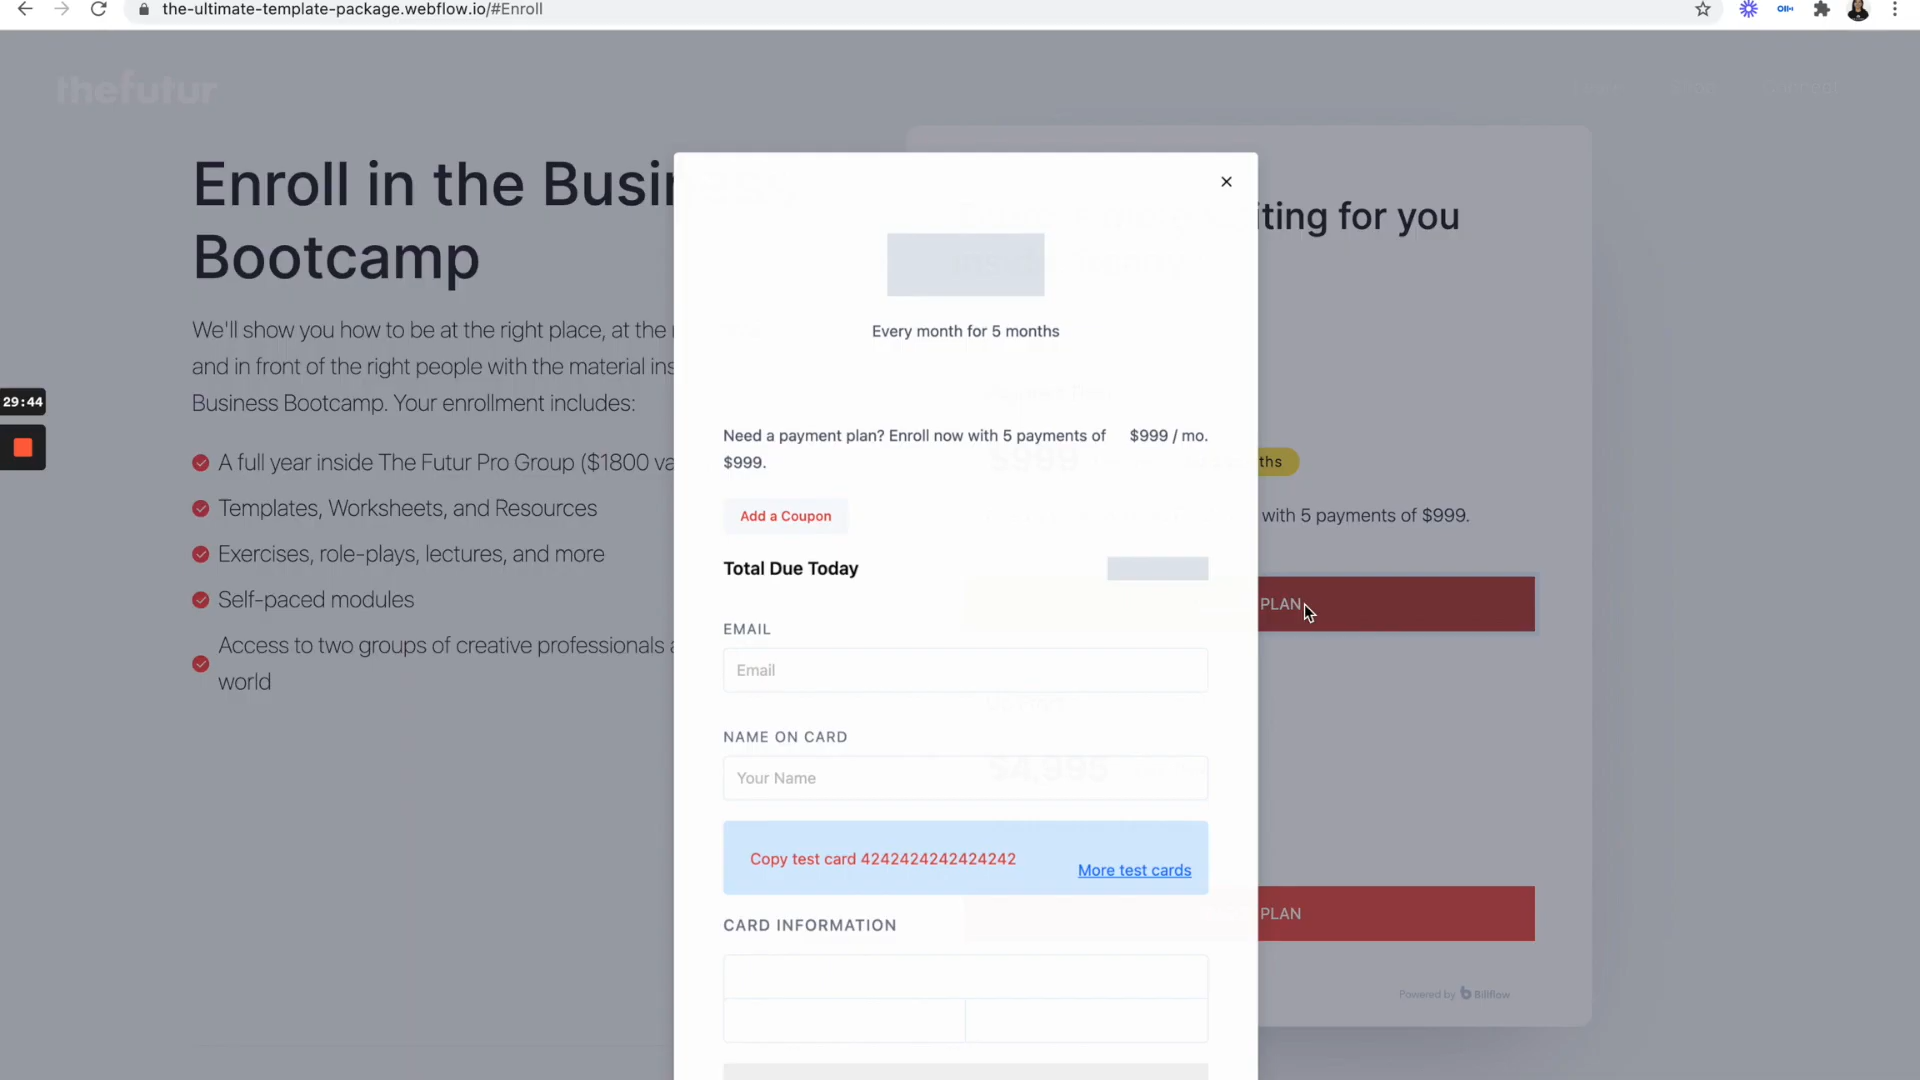 the-ultimate-template-package.webflow.io/#Enroll
thefutur
Enroll in the Busin
Bootcamp
We'll show you how to be at the right place, at the
and in front of the right people with the material ins
Business Bootcamp. Your enrollment includes:
A full year inside The Futur Pro Group ($1800 va
Templates, Worksheets, and Resources
Exercises, role-plays, lectures, and more
Self-paced modules
Access to two groups of creative professionals a
world
29:44
Every month for 5 months
Need a payment plan? Enroll now with 5 payments of $999 / mo.
$999.
Add a Coupon
Total Due Today
EMAIL
Email
NAME ON CARD
Your Name
Copy test card 4242424242424242
More test cards
CARD INFORMATION
iting for you
$999
ths
with 5 payments of $999.
PLAN
$4,995
PLAN
Powered by Billflow